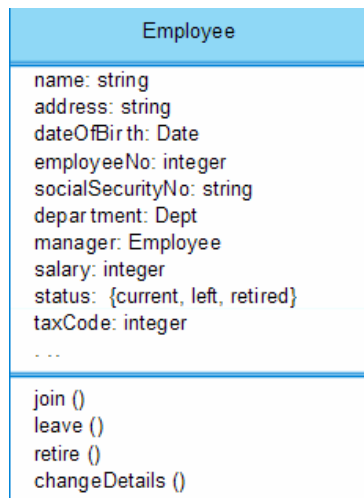 Employee
name: string
address: string
dateOfBirth: Date
employeeNo: integer
socialSecurityNo: string
department: Dept
manager: Employee
salary: integer
status: {current, left, retired}
taxCode: integer
. ...
join ()
leave ()
retire ()
changeDetails ()